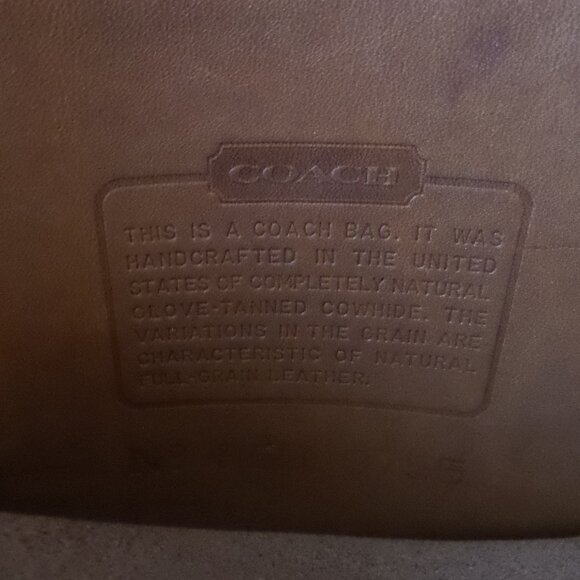 COACH
THIS IS A COACH BAG. IT WAS
HANDCRAFTED IN THE UNITED
STATES OF COMPLETELY NATURAL
GLOVE-TANNED COWHIDE. THE
VARIATIONS IN THE GRAIN ARE
CHARACTERISTIC OF NATURAL
FULL-GRAIN LEATHER.